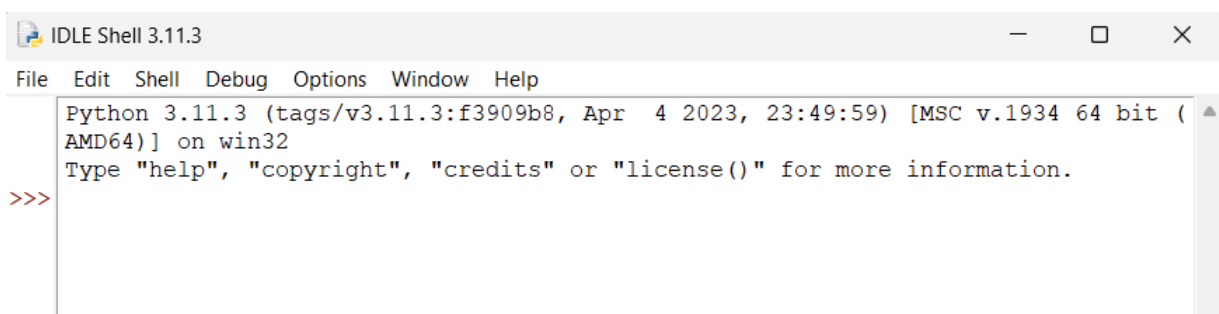 IDLE Shell 3.11.3
File Edit Shell Debug Options Window Help
Python 3.11.3 (tags/v3.11.3:f3909b8, Apr  4 2023, 23:49:59) [MSC v.1934 64 bit (
AMD64)] on win32
Type "help", "copyright", "credits" or "license()" for more information.
>>>